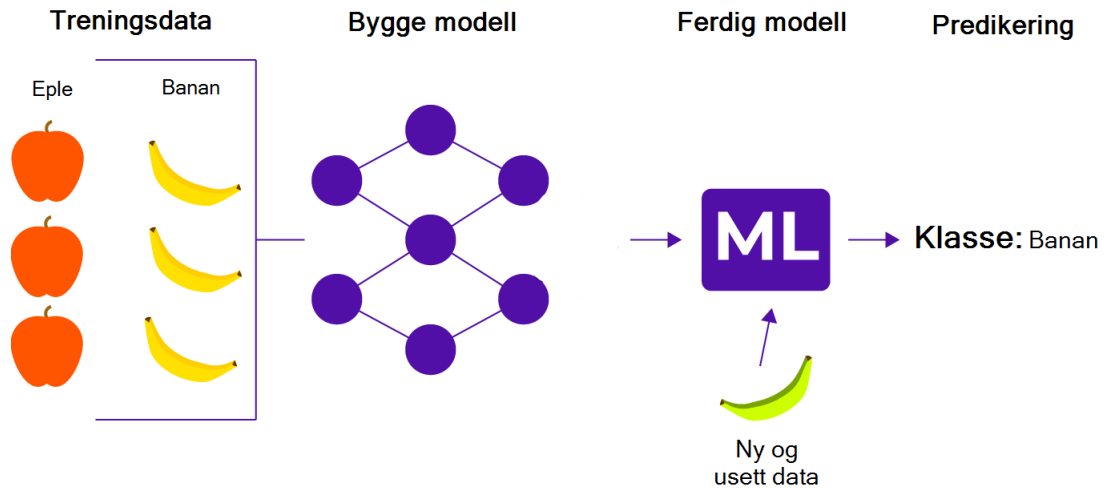 Treningsdata
Bygge modell
Ferdig modell
Predikering
Eple
Banan
ML
Klasse: Banan
Ny og
usett data